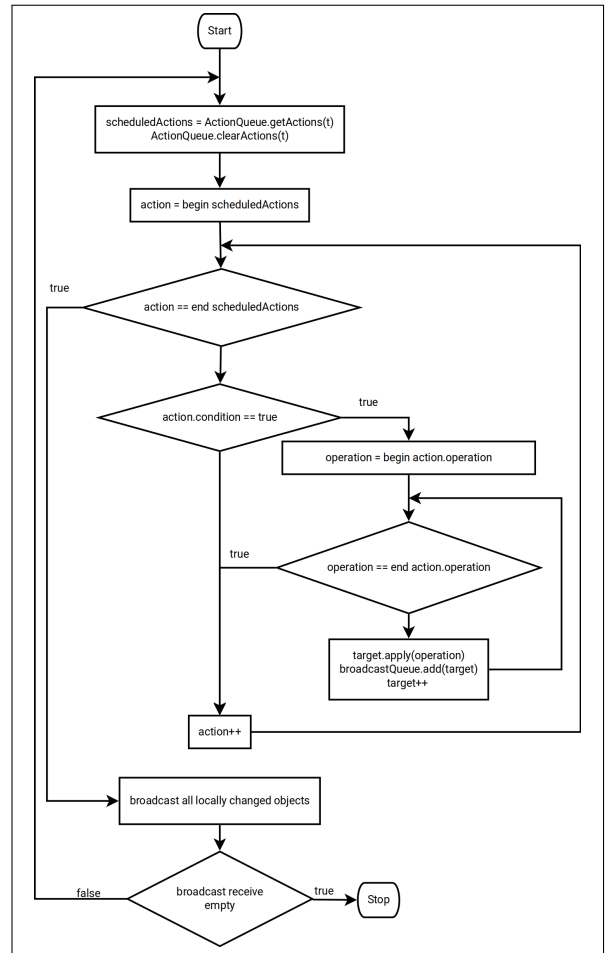 Start
scheduledActions = ActionQueue.getActions(t)
ActionQueue.clearActions(t)
action = begin scheduledActions
true
action == end scheduledActions
true
action.condition == true
operation = begin action.operation
true
operation == end action.operation
target.apply(operation)
broadcastQueue.add(target)
target++
action++
broadcast all locally changed objects
false
broadcast receive
empty
true
Stop